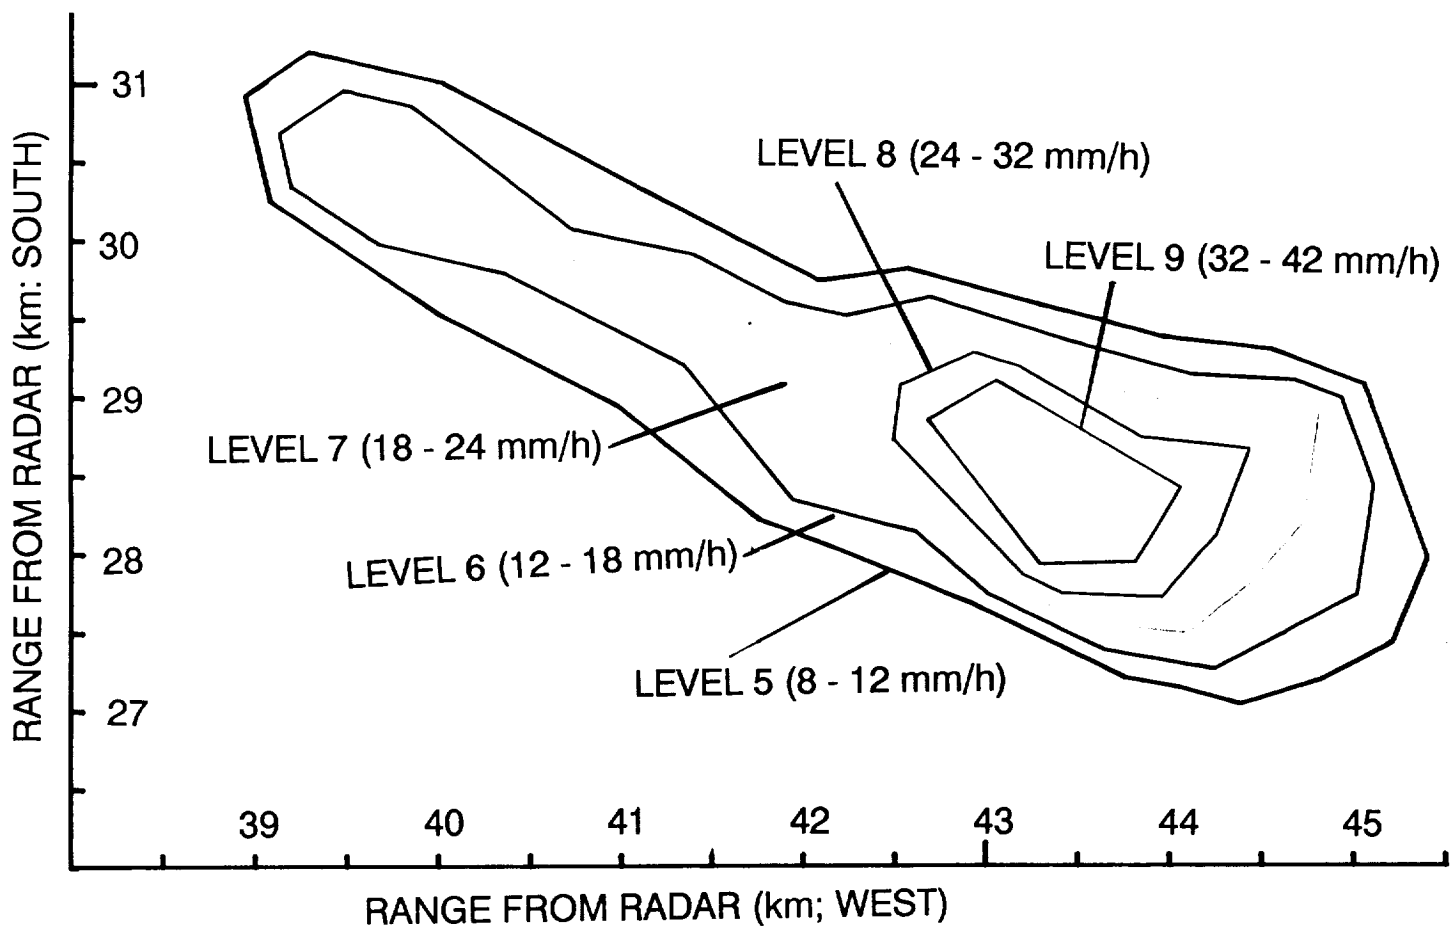 31
LEVEL 8 (24 - 32 mm/h)
30
LEVEL 9 (32 - 42 mm/h)
29
LEVEL 7 (18 - 24 mm/h)
28
LEVEL 6 (12 - 18 mm/h)
LEVEL 5 (8 - 12 mm/h)
27
RANGE FROM RADAR (km: SOUTH)
39 40 41 42 43 44 45
RANGE FROM RADAR (km; WEST)